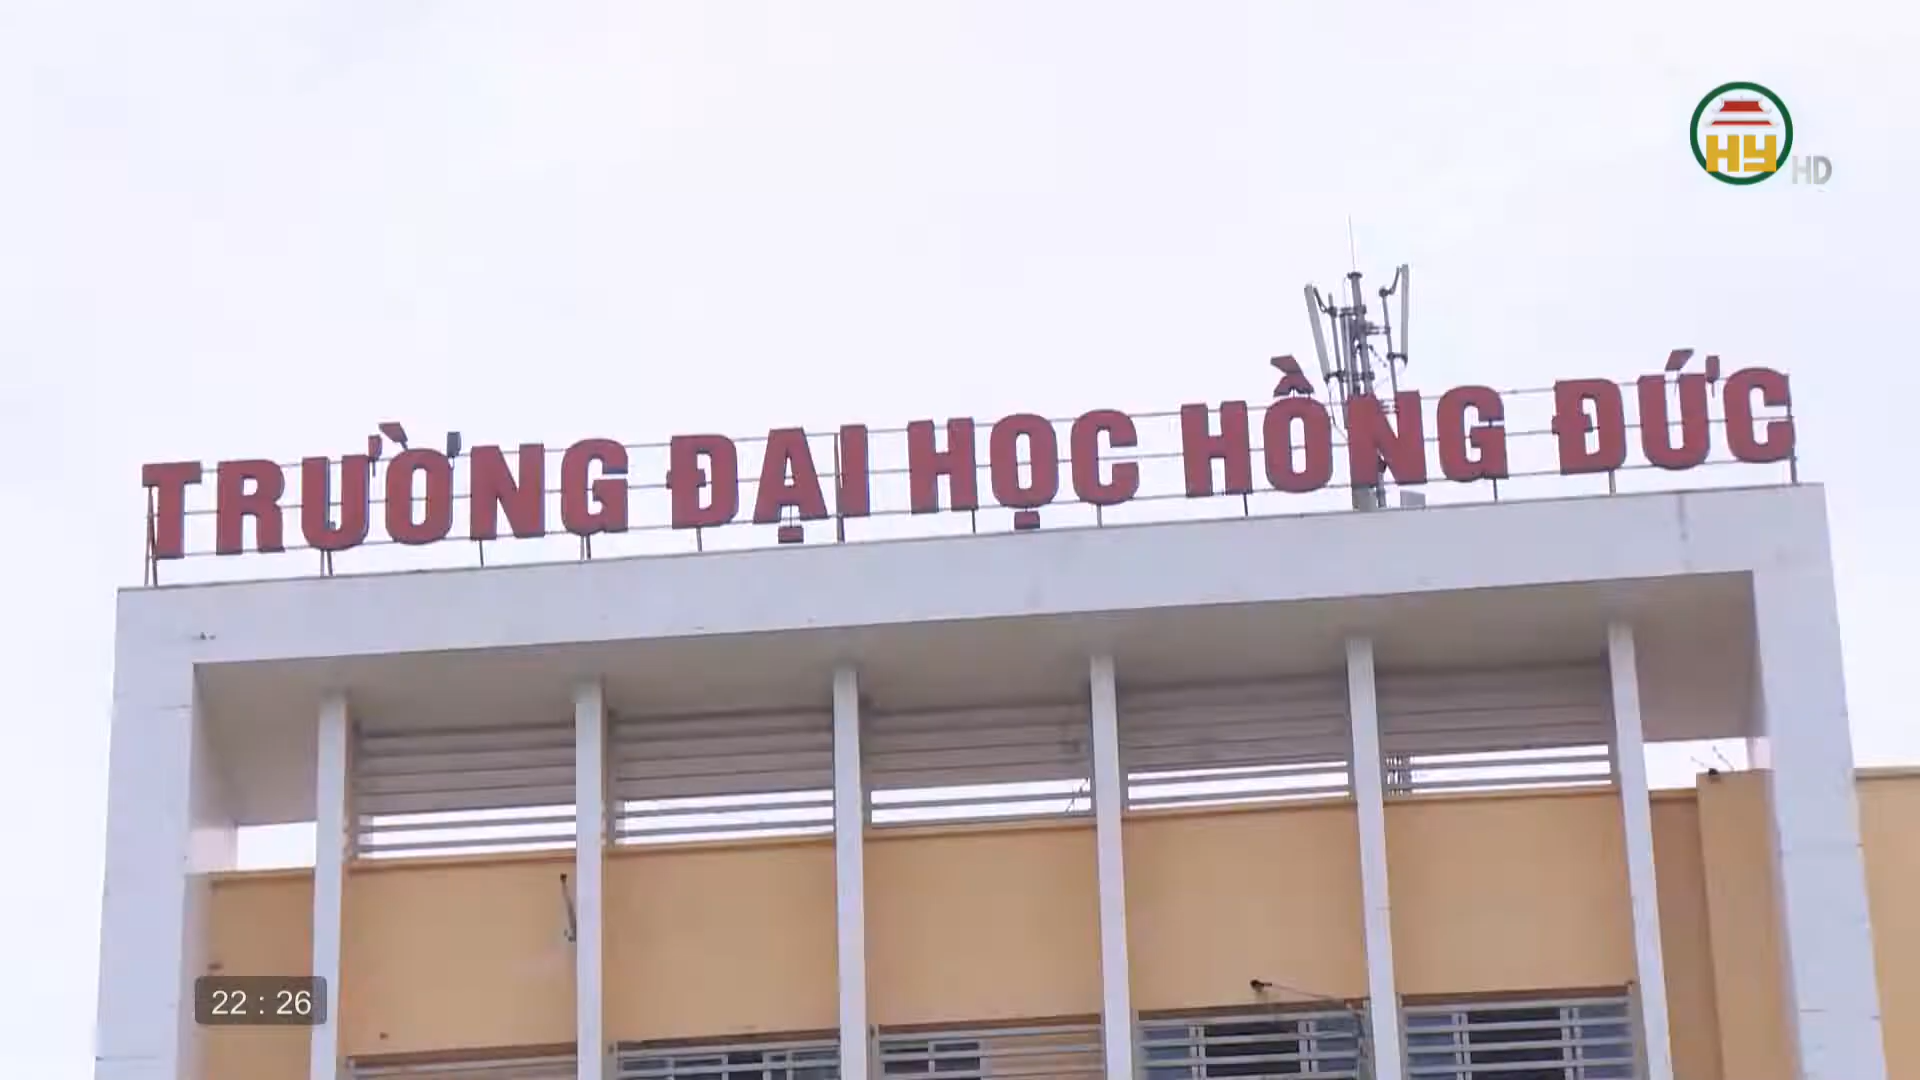 HY HD
TRƯỜNG ĐẠI HỌC HỒNG ĐỨC
22 : 26